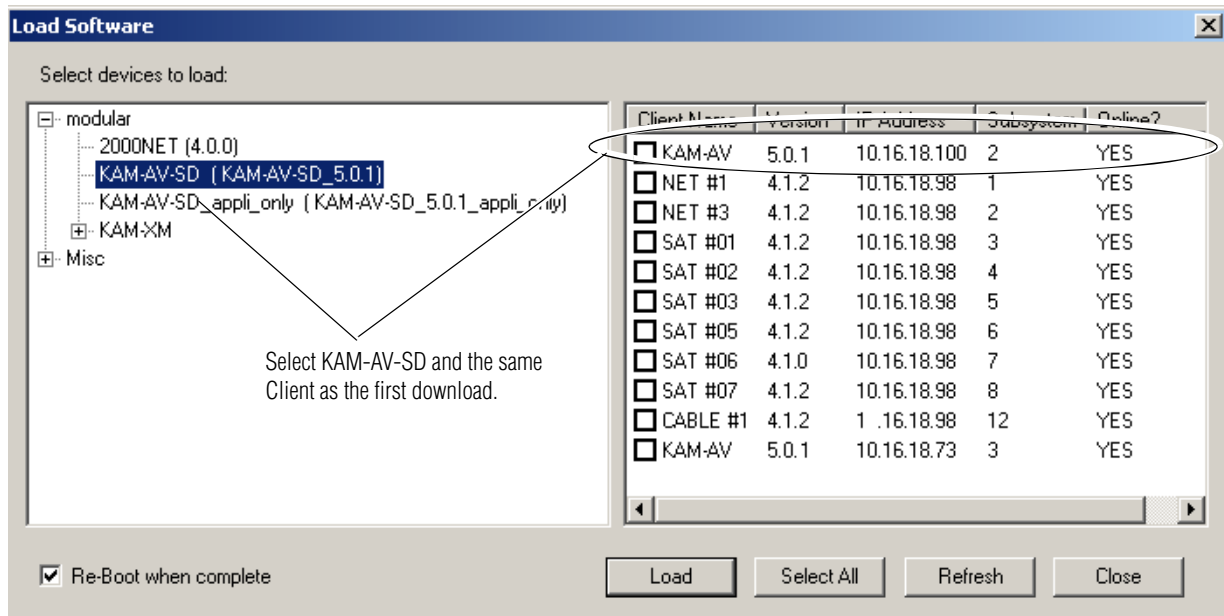 Load Software
Select devices to load:
modular
2000NET (4.0.0)
KAM-AV-SD ( KAM-AV-SD_5.0.1)
KAM-AV-SD_appli_only ( KAM-AV-SD_5.0.1_appli_only)
KAM-XM
Misc
Select KAM-AV-SD and the same
Client as the first download.
Client Name Version IP Address Subsystem Online?
KAM-AV 5.0.1 10.16.18.100 2 YES
NET #1 4.1.2 10.16.18.98 1 YES
NET #3 4.1.2 10.16.18.98 2 YES
SAT #01 4.1.2 10.16.18.98 3 YES
SAT #02 4.1.2 10.16.18.98 4 YES
SAT #03 4.1.2 10.16.18.98 5 YES
SAT #05 4.1.2 10.16.18.98 6 YES
SAT #06 4.1.0 10.16.18.98 7 YES
SAT #07 4.1.2 10.16.18.98 8 YES
CABLE #1 4.1.2 1 .16.18.98 12 YES
KAM-AV 5.0.1 10.16.18.73 3 YES
Re-Boot when complete
Load Select All Refresh Close